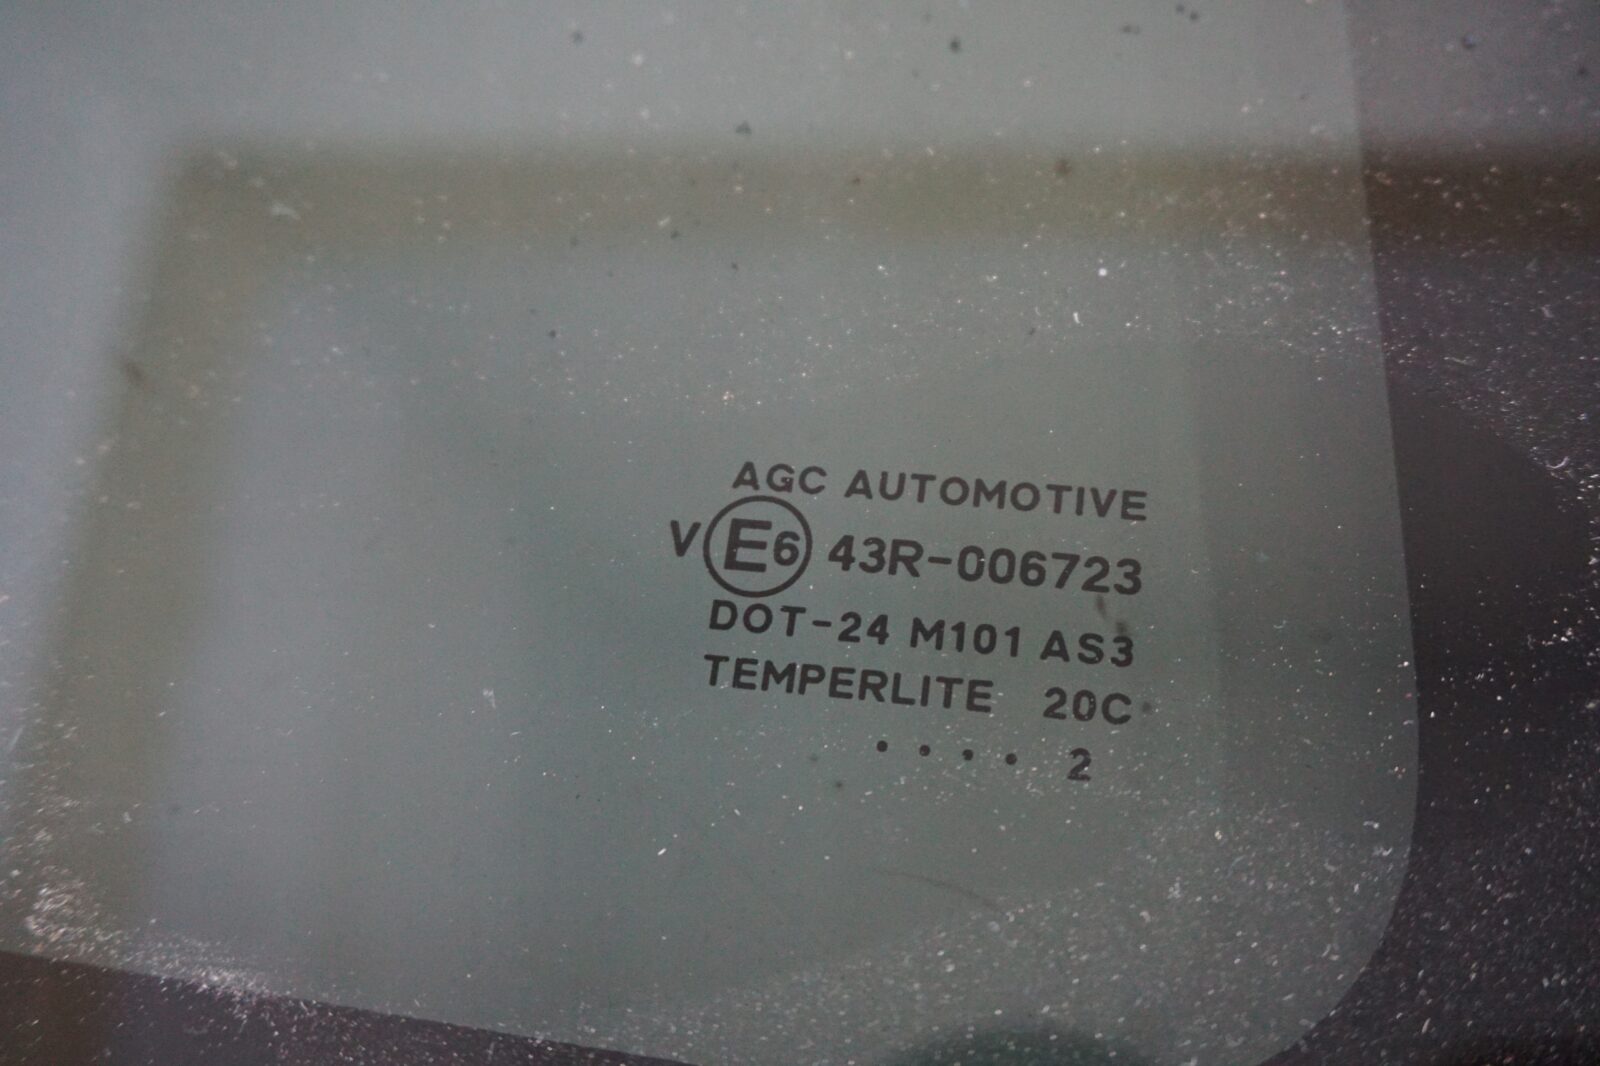 AGC AUTOMOTIVE
V E6 43R-006723
DOT-24 M101 AS3
TEMPERLITE 20C
.... 2